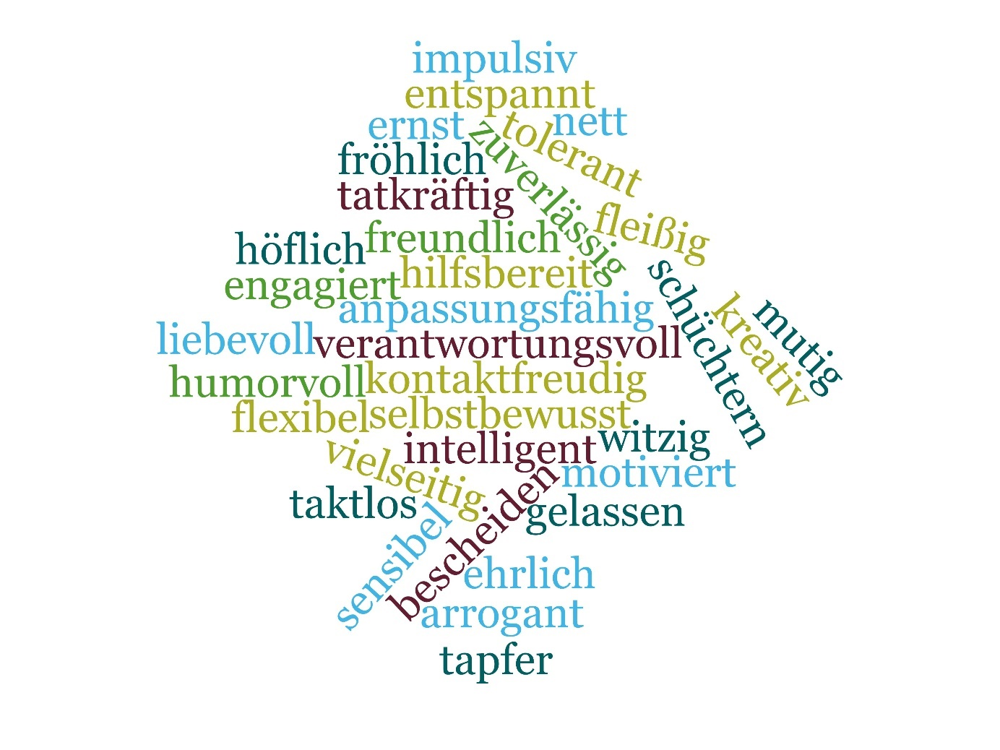 impulsiv
entspannt
ernst
nett
tolerant
zuverlässig
fröhlich
tatkräftig
fleißig
freundlich
höflich
hilfsbereit
engagiert
schüchtern
kreativ
mutig
anpassungsfähig
liebevoll
verantwortungsvoll
humorvoll
kontaktfreudig
flexibel
selbstbewusst
witzig
intelligent
vielseitig
motiviert
taktlos
gelassen
bescheiden
sensibel
ehrlich
arrogant
tapfer